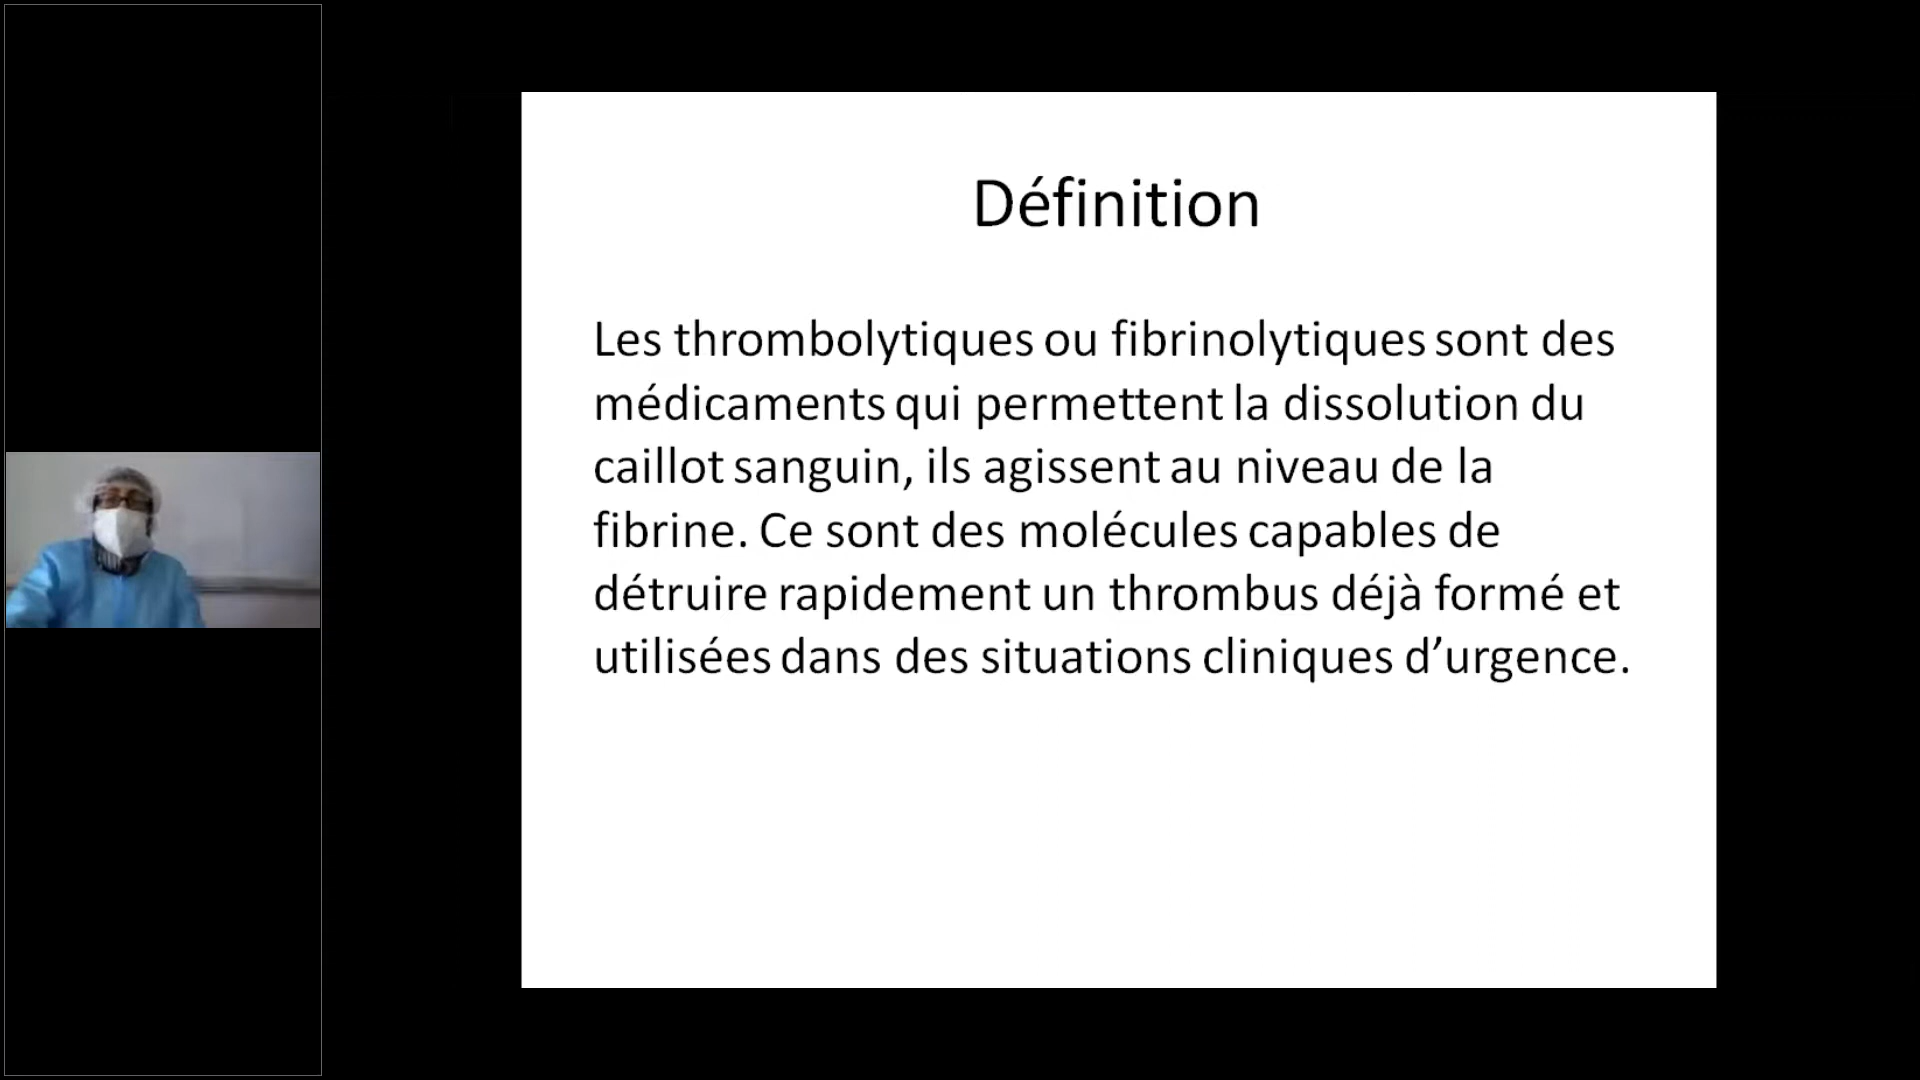 Définition
Les thrombolytiques ou fibrinolytiques sont des
médicaments qui permettent la dissolution du
caillot sanguin, ils agissent au niveau de la
fibrine. Ce sont des molécules capables de
détruire rapidement un thrombus déjà formé et
utilisées dans des situations cliniques d’urgence.